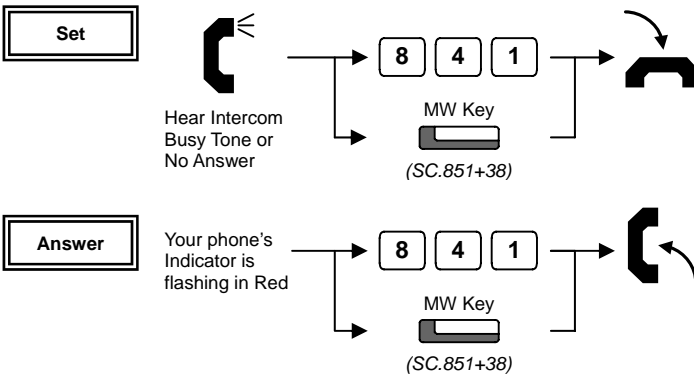 Set
Hear Intercom
Busy Tone or
No Answer
8 4 1
MW Key
(SC.851+38)
Answer
Your phone's
Indicator is
flashing in Red
8 4 1
MW Key
(SC.851+38)